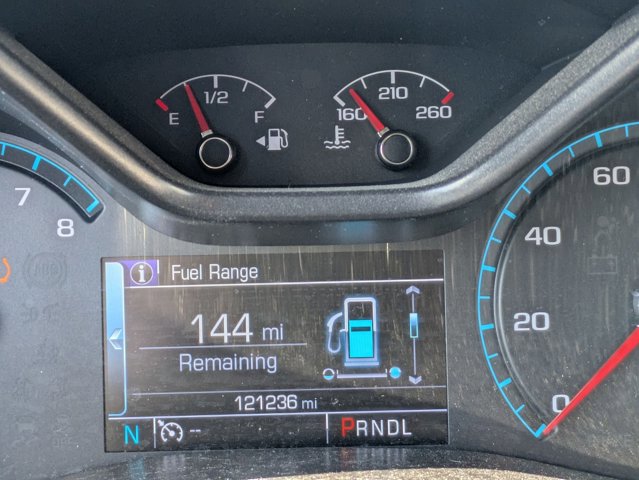 E 1/2 F
160 210 260
7
8
Fuel Range
144 mi
Remaining
121236 mi
N -- PRNDL
60
40
20
0